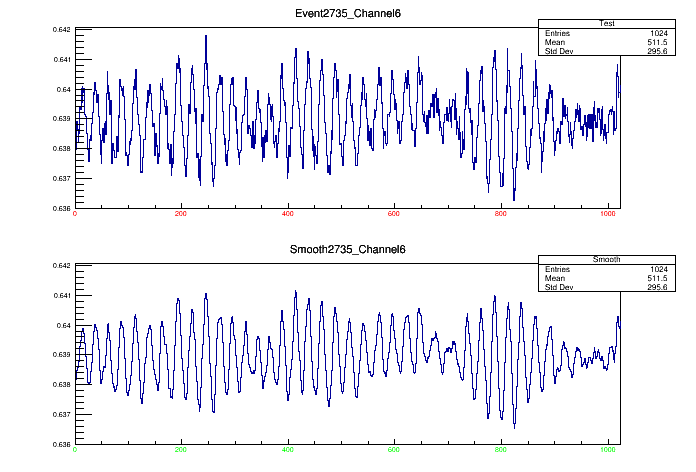 Event2735_Channel6
Test
Entries 1024
Mean 511.5
Std Dev 295.6
0.642
0.641
0.64
0.639
0.638
0.637
0.636
0 200 400 600 800 1000
Smooth2735_Channel6
Smooth
Entries 1024
Mean 511.5
Std Dev 295.6
0.642
0.641
0.64
0.639
0.638
0.637
0.636
0 200 400 600 800 1000